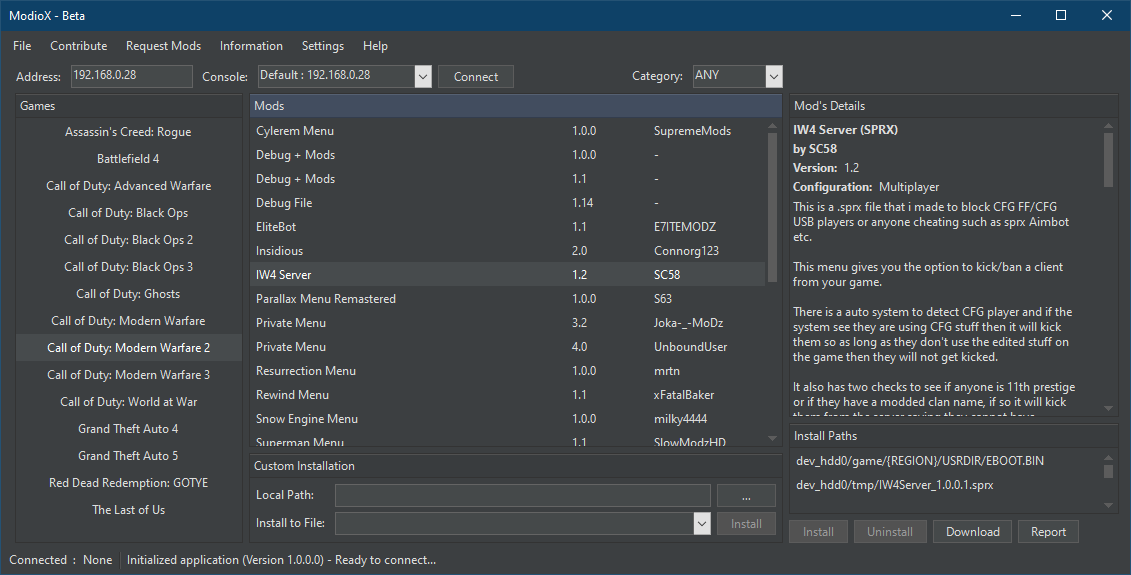 ModioX - Beta
File Contribute Request Mods Information Settings Help
Address: 192.168.0.28 Console: Default : 192.168.0.28 Connect Category: ANY
Games
Assassin's Creed: Rogue
Battlefield 4
Call of Duty: Advanced Warfare
Call of Duty: Black Ops
Call of Duty: Black Ops 2
Call of Duty: Black Ops 3
Call of Duty: Ghosts
Call of Duty: Modern Warfare
Call of Duty: Modern Warfare 2
Call of Duty: Modern Warfare 3
Call of Duty: World at War
Grand Theft Auto 4
Grand Theft Auto 5
Red Dead Redemption: GOTYE
The Last of Us
Mods
Cylerem Menu 1.0.0 SupremeMods
Debug + Mods 1.0.0 -
Debug + Mods 1.1 -
Debug File 1.14 -
EliteBot 1.1 E7ITEMODZ
Insidious 2.0 Connorg123
IW4 Server 1.2 SC58
Parallax Menu Remastered 1.0.0 S63
Private Menu 3.2 Joka-_-MoDz
Private Menu 4.0 UnboundUser
Resurrection Menu 1.0.0 mrtn
Rewind Menu 1.1 xFatalBaker
Snow Engine Menu 1.0.0 milky4444
Superman Menu 1.1 SlowModzHD
Custom Installation
Local Path: ...
Install to File: Install
Mod's Details
IW4 Server (SPRX)
by SC58
Version: 1.2
Configuration: Multiplayer
This is a .sprx file that i made to block CFG FF/CFG
USB players or anyone cheating such as sprx Aimbot
etc.
This menu gives you the option to kick/ban a client
from your game.
There is a auto system to detect CFG player and if the
system see they are using CFG stuff then it will kick
them so as long as they don't use the edited stuff on
the game then they will not get kicked.
It also has two checks to see if anyone is 11th prestige
or if they have a modded clan name, if so it will kick
them from the server saying they cannot have
Install Paths
dev_hdd0/game/{REGION}/USRDIR/EBOOT.BIN
dev_hdd0/tmp/IW4Server_1.0.0.1.sprx
Install Uninstall Download Report
Connected : None Initialized application (Version 1.0.0.0) - Ready to connect...